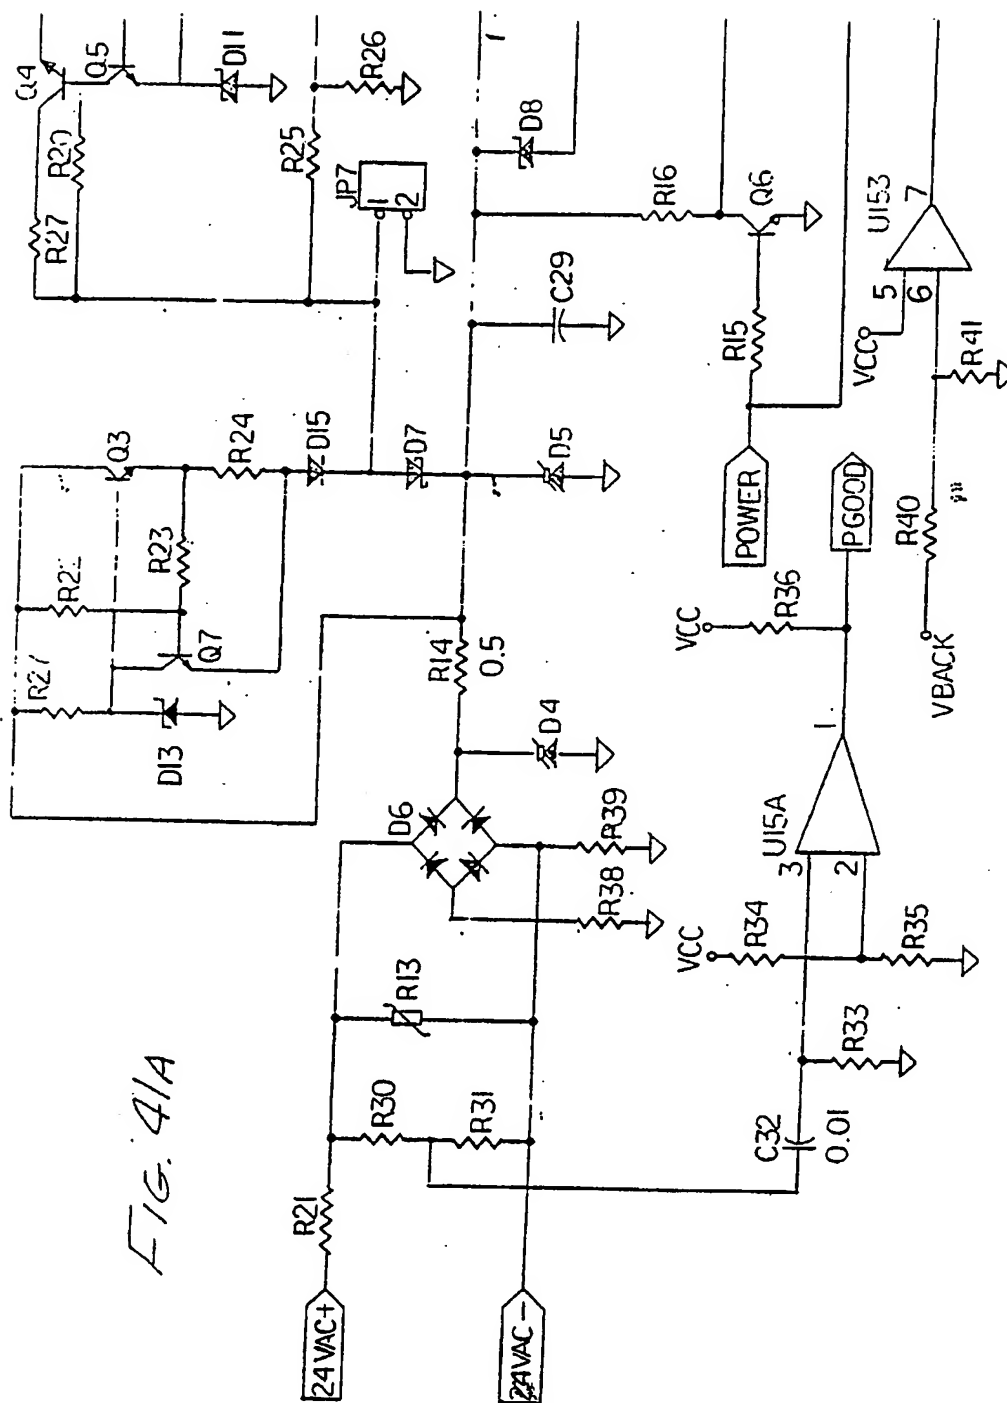 FIG. 41A
24VAC+
24VAC-
R21
R30
R31
R13
D6
R38
R39
D4
R14
0.5
R27
D13
Q7
R23
Q3
R24
D15
D7
D5
C29
JP7
1
2
R27
R20
Q4
Q5
D11
R25
R26
D8
1
R16
Q6
R15
POWER
C32
0.01
R33
VCC
R34
R35
U15A
3
2
1
VCC
R36
PGOOD
VBACK
R40
R41
VCC
5
6
U153
7